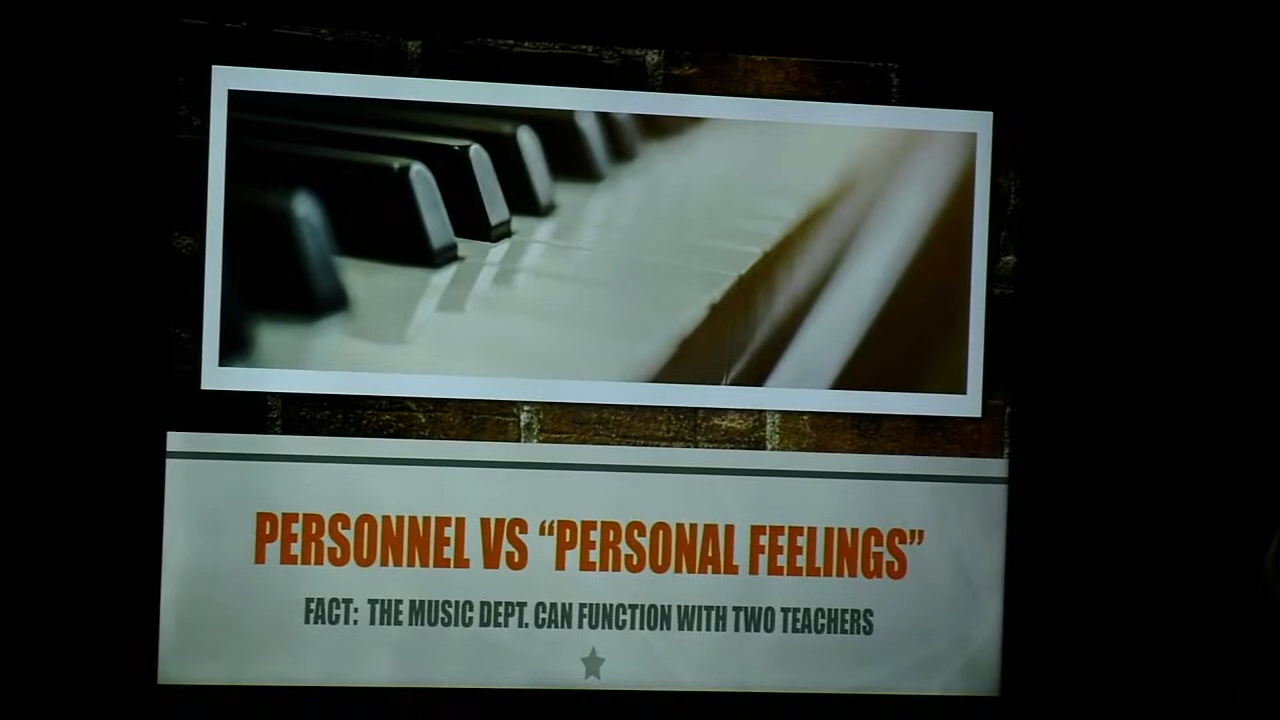 PERSONNEL VS “PERSONAL FEELINGS”
FACT: THE MUSIC DEPT. CAN FUNCTION WITH TWO TEACHERS